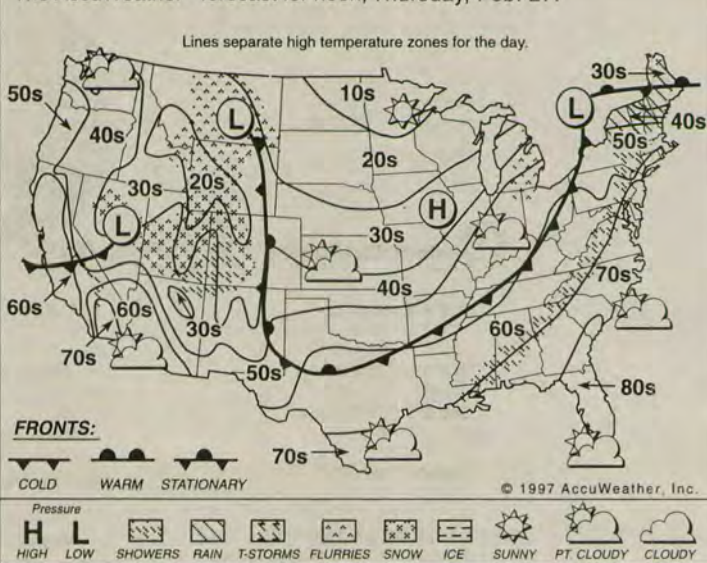 Lines separate high temperature zones for the day.
50s
40s
30s
20s
10s
20s
30s
40s
50s
L
L
L
H
30s
40s
60s
60s
70s
30s
50s
60s
70s
80s
70s
FRONTS:
COLD WARM STATIONARY
© 1997 AccuWeather, Inc.
Pressure
H L
HIGH LOW SHOWERS RAIN T-STORMS FLURRIES SNOW ICE SUNNY PT. CLOUDY CLOUDY